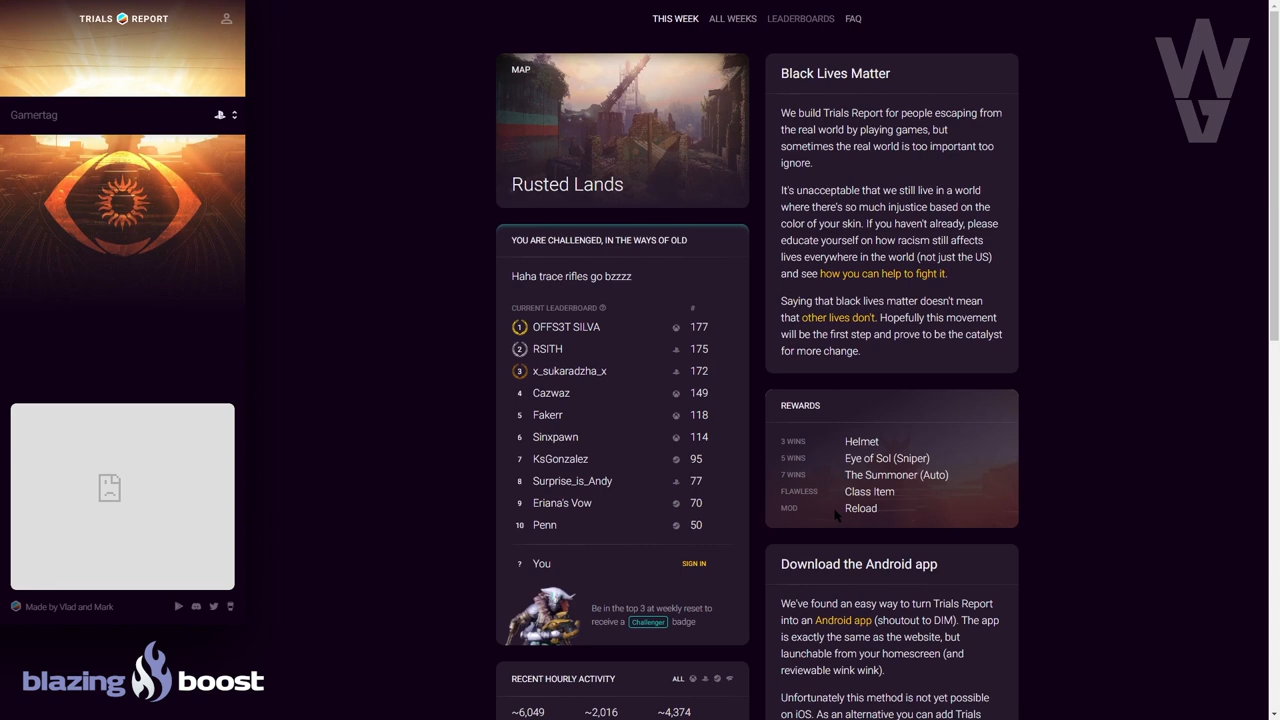 TRIALS REPORT
THIS WEEK ALL WEEKS LEADERBOARDS FAQ
Gamertag
Made by Vlad and Mark
blazing boost
MAP
Rusted Lands
YOU ARE CHALLENGED, IN THE WAYS OF OLD
Haha trace rifles go bzzzz
CURRENT LEADERBOARD #
1 OFFS3T SILVA 177
2 RSITH 175
3 x_sukaradzha_x 172
4 Cazwaz 149
5 Fakerr 118
6 Sinxpawn 114
7 KsGonzalez 95
8 Surprise_is_Andy 77
9 Eriana's Vow 70
10 Penn 50
? You SIGN IN
Be in the top 3 at weekly reset to
receive a Challenger badge
RECENT HOURLY ACTIVITY ALL
~6,049 ~2,016 ~4,374
Black Lives Matter
We build Trials Report for people escaping from
the real world by playing games, but
sometimes the real world is too important too
ignore.
It's unacceptable that we still live in a world
where there's so much injustice based on the
color of your skin. If you haven't already, please
educate yourself on how racism still affects
lives everywhere in the world (not just the US)
and see how you can help to fight it.
Saying that black lives matter doesn't mean
that other lives don't. Hopefully this movement
will be the first step and prove to be the catalyst
for more change.
REWARDS
3 WINS Helmet
5 WINS Eye of Sol (Sniper)
7 WINS The Summoner (Auto)
FLAWLESS Class Item
MOD Reload
Download the Android app
We've found an easy way to turn Trials Report
into an Android app (shoutout to DIM). The app
is exactly the same as the website, but
launchable from your homescreen (and
reviewable wink wink).
Unfortunately this method is not yet possible
on iOS. As an alternative you can add Trials
WG